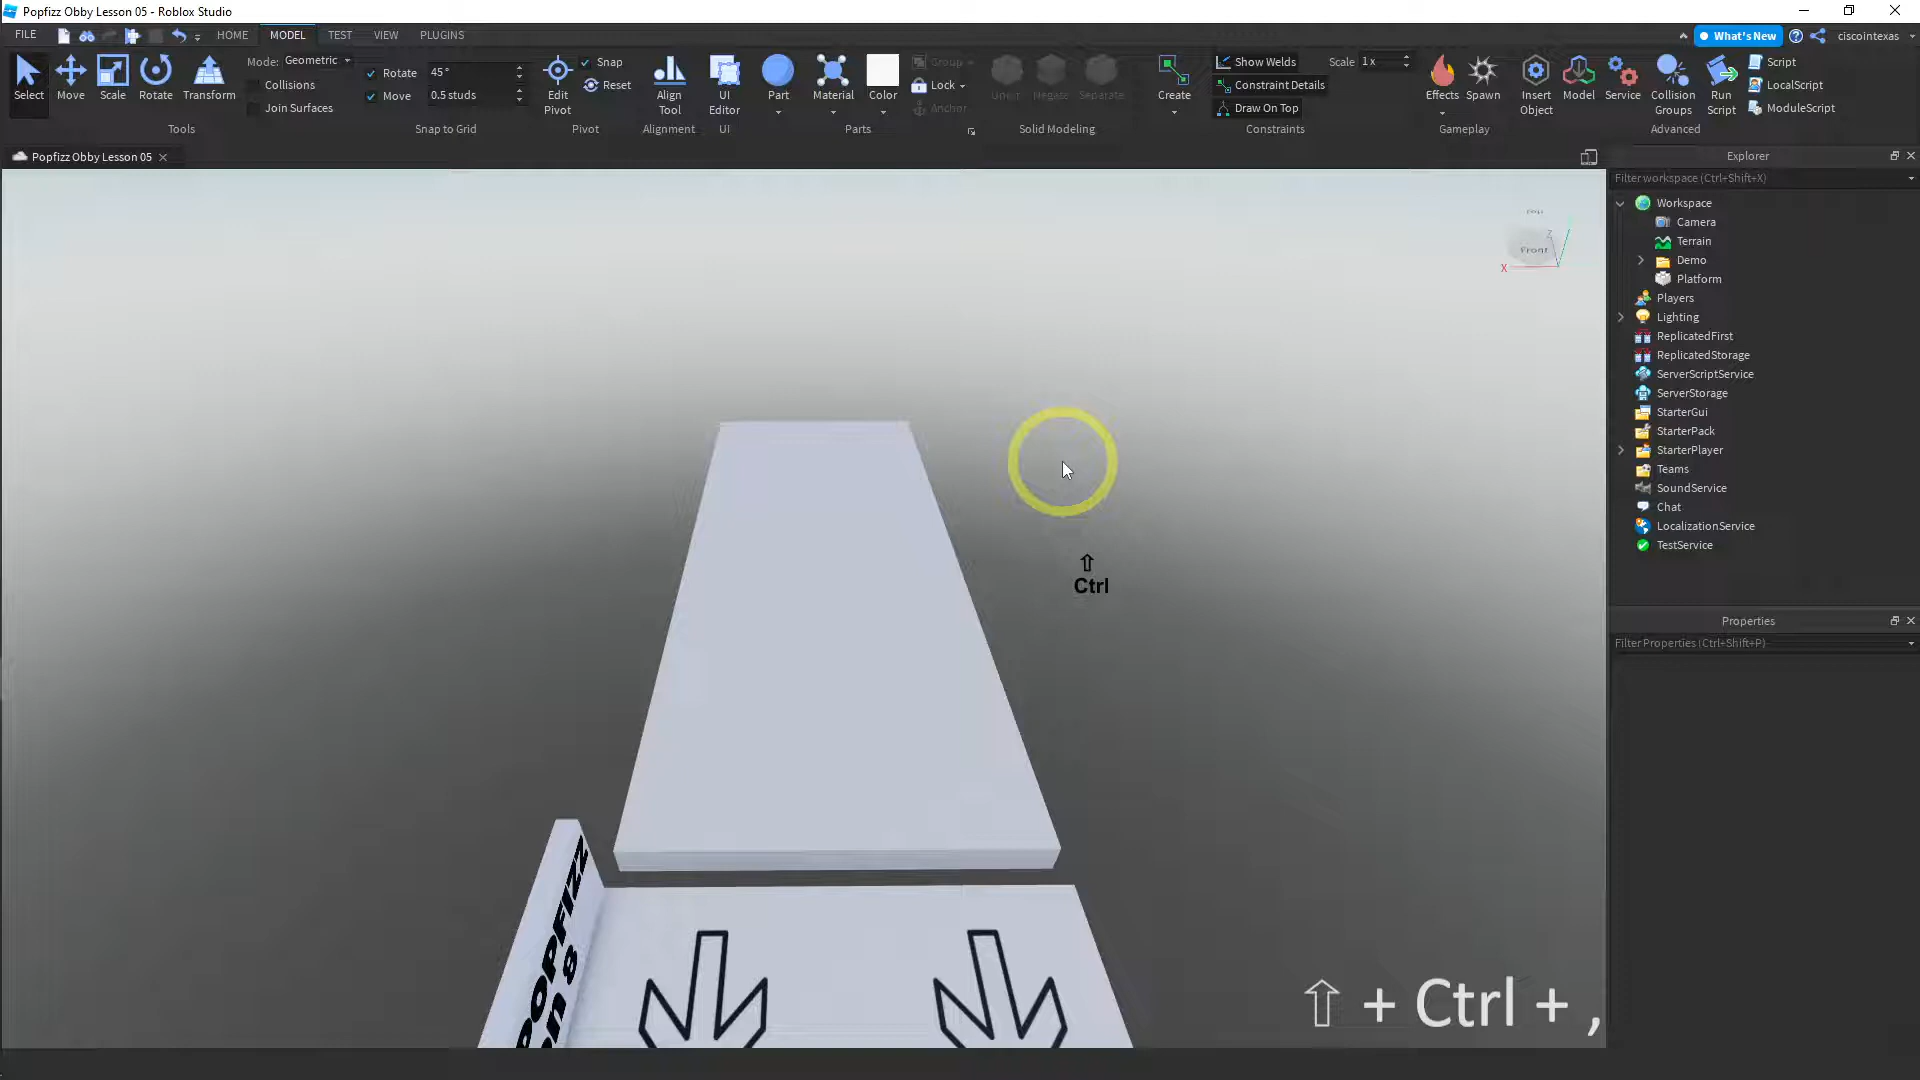 Popfizz Obby Lesson 05 - Roblox Studio
FILE HOME MODEL TEST VIEW PLUGINS What's New ciscointexas
Select Move Scale Rotate Transform
Mode: Geometric
Collisions
Join Surfaces
Tools
Rotate 45°
Move 0.5 studs
Snap to Grid
Edit Pivot
Snap
Reset
Pivot
Align Tool
Alignment
UI Editor
UI
Part Material Color
Group
Lock
Anchor
Parts
Union Negate Separate
Solid Modeling
Create
Show Welds
Constraint Details
Draw On Top
Scale 1x
Constraints
Effects Spawn
Gameplay
Insert Object
Model
Service
Collision Groups
Run Script
Script
LocalScript
ModuleScript
Advanced
Popfizz Obby Lesson 05
Top
Front
Z
X
⇧
Ctrl
POPFIZZ
on 8
⇧ + Ctrl + ,
Explorer
Filter workspace (Ctrl+Shift+X)
Workspace
Camera
Terrain
Demo
Platform
Players
Lighting
ReplicatedFirst
ReplicatedStorage
ServerScriptService
ServerStorage
StarterGui
StarterPack
StarterPlayer
Teams
SoundService
Chat
LocalizationService
TestService
Properties
Filter Properties (Ctrl+Shift+P)